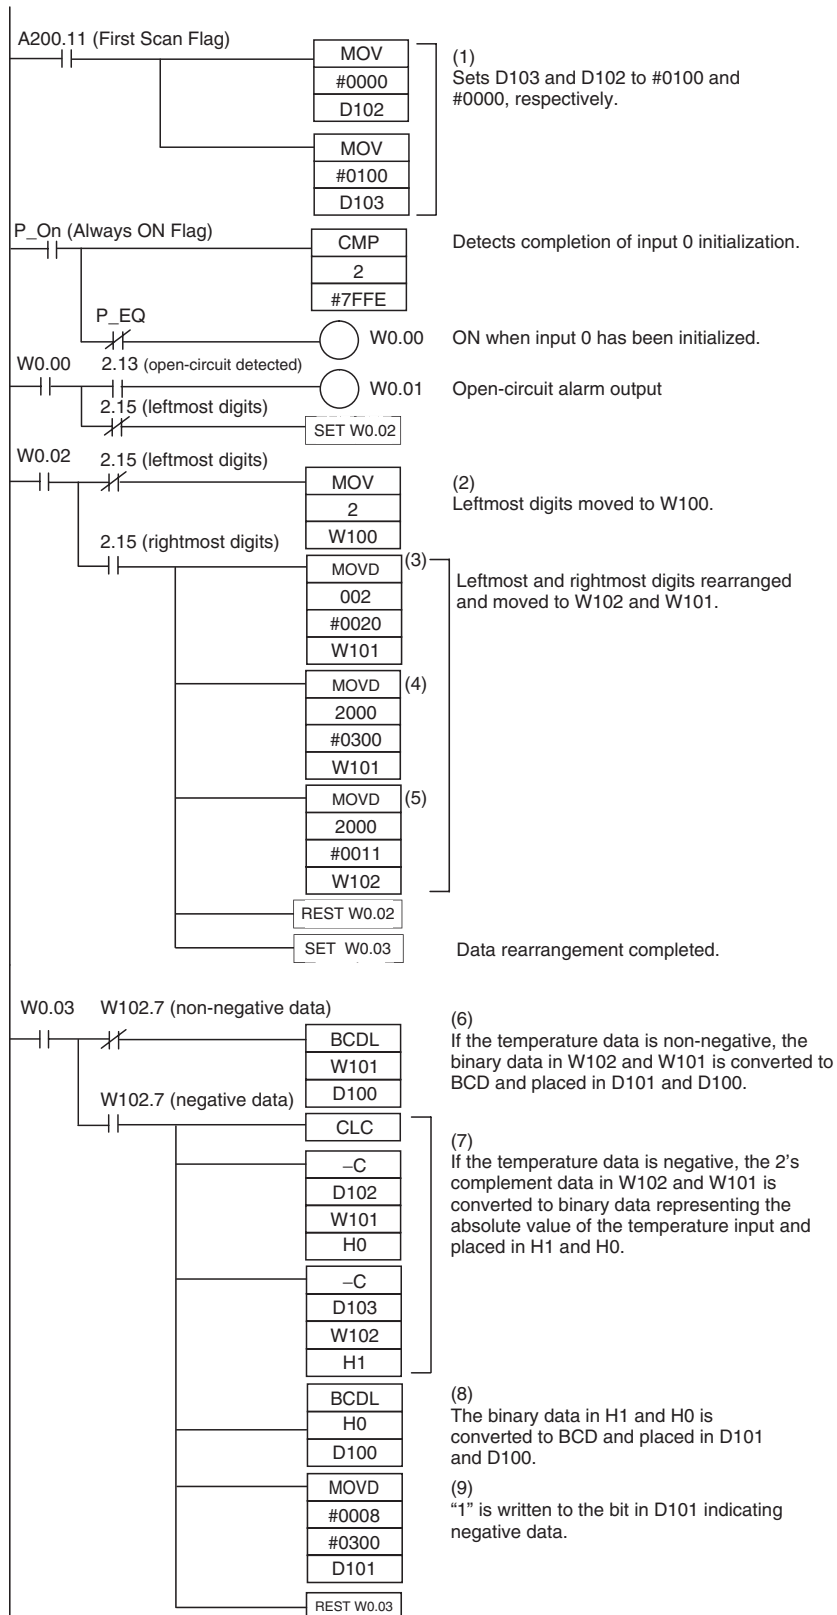 A200.11 (First Scan Flag)
MOV
#0000
D102
(1)
Sets D103 and D102 to #0100 and
#0000, respectively.
MOV
#0100
D103
P_On (Always ON Flag)
CMP
2
#7FFE
Detects completion of input 0 initialization.
P_EQ
W0.00
ON when input 0 has been initialized.
W0.00
2.13 (open-circuit detected)
W0.01
Open-circuit alarm output
2.15 (leftmost digits)
SET W0.02
W0.02
2.15 (leftmost digits)
MOV
2
W100
(2)
Leftmost digits moved to W100.
2.15 (rightmost digits)
MOVD
002
#0020
W101
(3)
Leftmost and rightmost digits rearranged
and moved to W102 and W101.
MOVD
2000
#0300
W101
(4)
MOVD
2000
#0011
W102
(5)
REST W0.02
SET W0.03
Data rearrangement completed.
W0.03
W102.7 (non-negative data)
BCDL
W101
D100
(6)
If the temperature data is non-negative, the
binary data in W102 and W101 is converted to
BCD and placed in D101 and D100.
W102.7 (negative data)
CLC
(7)
If the temperature data is negative, the 2's
complement data in W102 and W101 is
converted to binary data representing the
absolute value of the temperature input and
placed in H1 and H0.
–C
D102
W101
H0
–C
D103
W102
H1
BCDL
H0
D100
(8)
The binary data in H1 and H0 is
converted to BCD and placed in D101
and D100.
MOVD
#0008
#0300
D101
(9)
“1” is written to the bit in D101 indicating
negative data.
REST W0.03